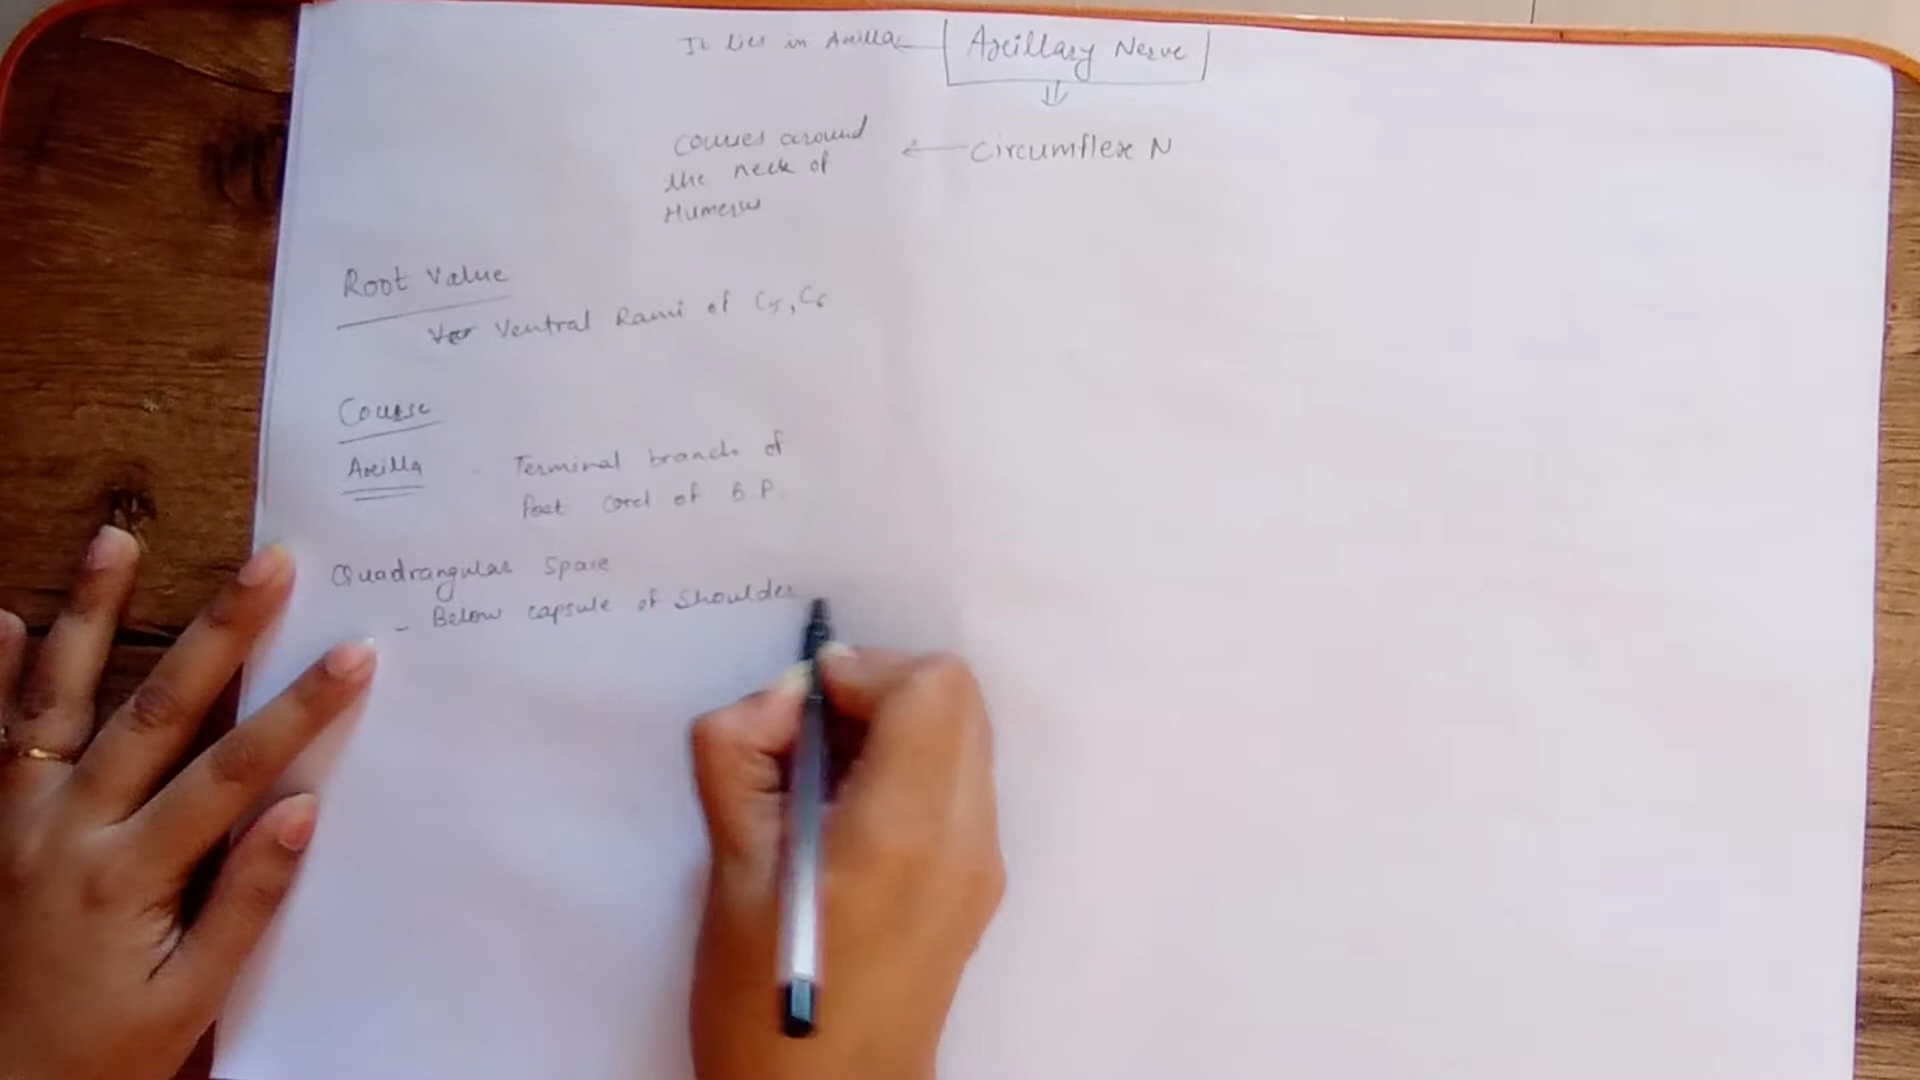 It lies in Axilla ← Axillary Nerve
⇓
Courses around
the neck of
Humerus
← Circumflex N
Root Value
Ventral Rami of C5, C6
Course
Axilla - Terminal branch of
Post cord of B.P.
Quadrangular Space
- Below capsule of Shoulder